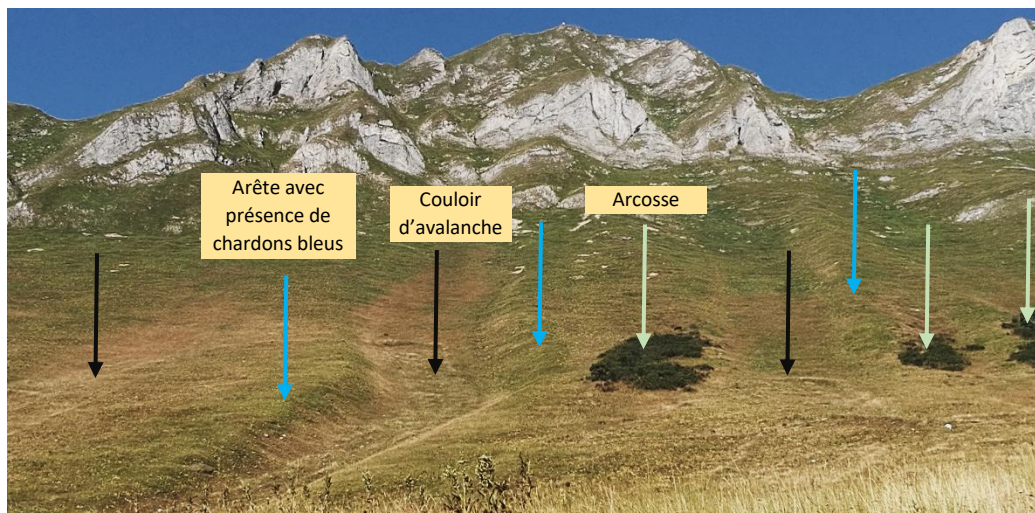 Arête avec
présence de
chardons bleus
Couloir
d'avalanche
Arcosse